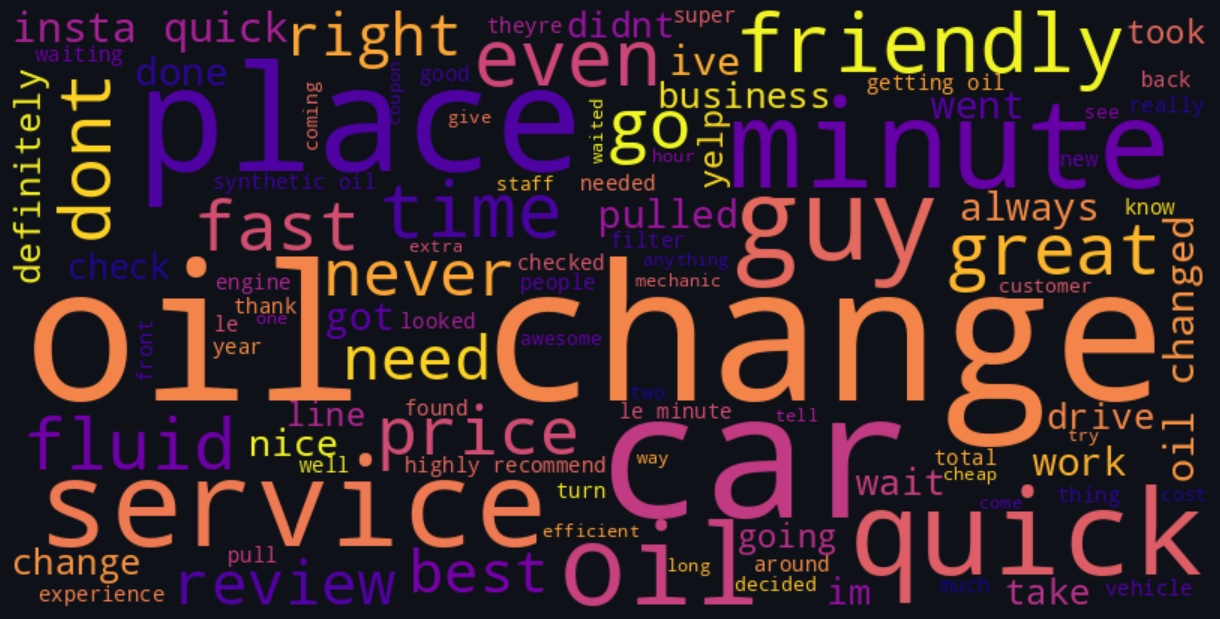 insta quick
right
theyre
didnt
super
friendly
took
waiting
done
coupon
good
even
ive
getting oil
back
definitely
dont
place
coming
give
waited
go
business
yelp
went
see
really
minute
hour
new
synthetic oil
staff
needed
fast
time
pulled
guy
always
know
extra
filter
great
check
engine
never
checked
anything
people
mechanic
customer
oil changed
thank
le
one
year
front
got
looked
awesome
oil change
need
two
line
found
le minute
tell
drive
try
fluid
nice
price
car
well
highly recommend
way
total
cheap
work
wait
service
turn
come
thing
cost
efficient
quick
change
pull
oil
going
long
around
decided
experience
review
best
im
much
take
vehicle